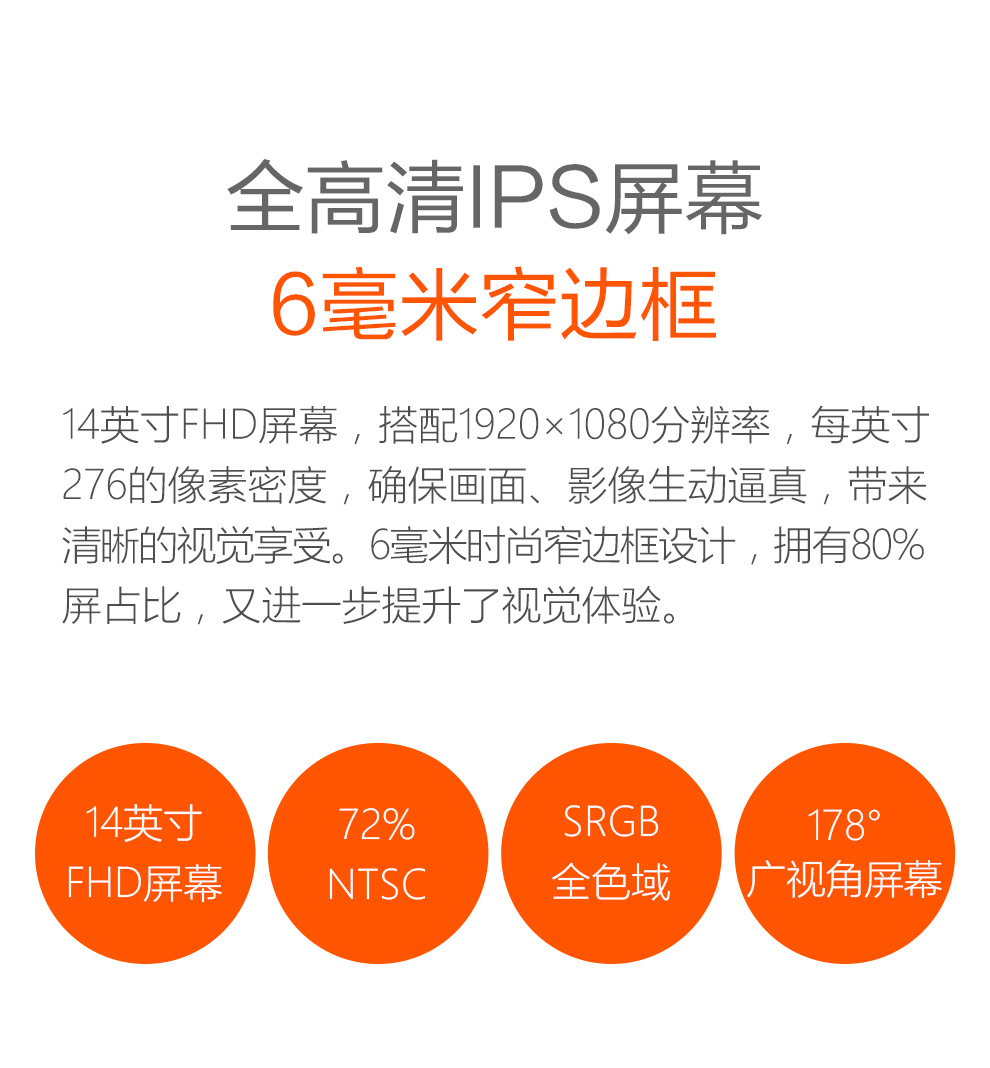 全高清IPS屏幕
6毫米窄边框
14英寸FHD屏幕，搭配1920×1080分辨率，每英寸
276的像素密度，确保画面、影像生动逼真，带来
清晰的视觉享受。6毫米时尚窄边框设计，拥有80%
屏占比，又进一步提升了视觉体验。
14英寸
FHD屏幕
72%
NTSC
SRGB
全色域
178°
广视角屏幕